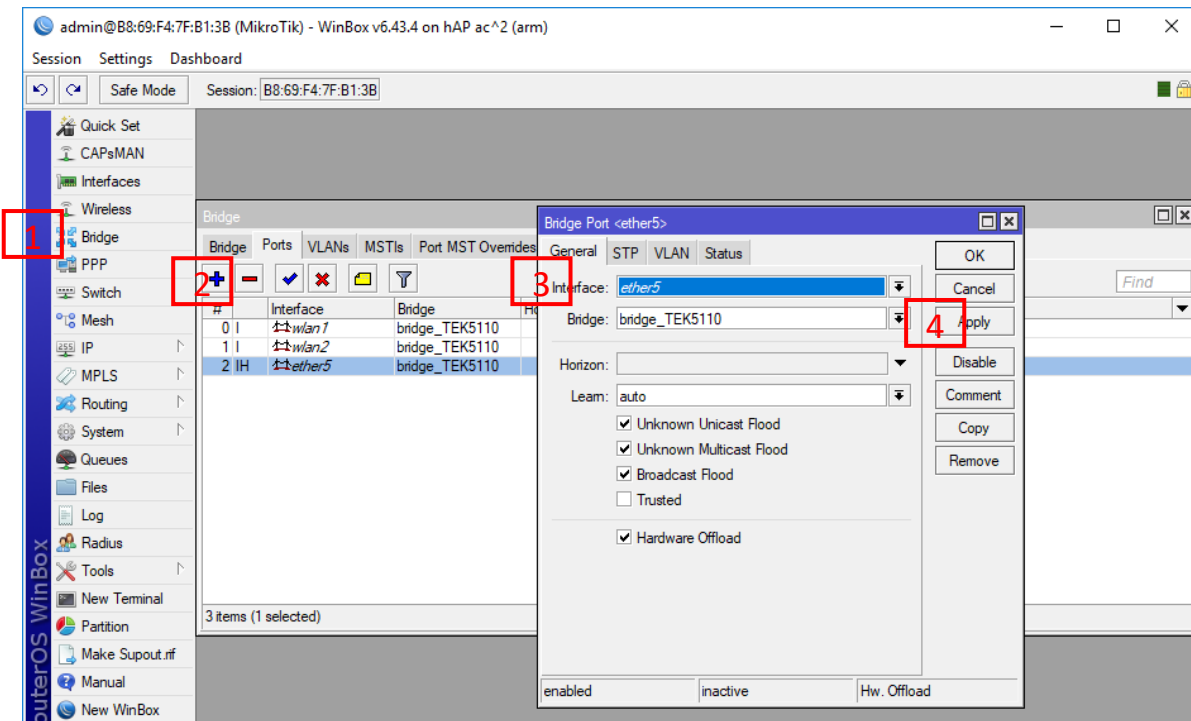 admin@B8:69:F4:7F:B1:3B (MikroTik) - WinBox v6.43.4 on hAP ac^2 (arm)
Session Settings Dashboard
Safe Mode Session: B8:69:F4:7F:B1:3B
Quick Set
CAPsMAN
Interfaces
Wireless
1
Bridge
PPP
Switch
Mesh
IP
MPLS
Routing
System
Queues
Files
Log
Radius
Tools
New Terminal
Partition
Make Supout.rif
Manual
New WinBox
outerOS WinBox
Bridge
Bridge Ports VLANs MSTIs Port MST Overrides
2
Find
# Interface Bridge Ho
0 I wlan1 bridge_TEK5110
1 I wlan2 bridge_TEK5110
2 IH ether5 bridge_TEK5110
3 items (1 selected)
Bridge Port <ether5>
General STP VLAN Status
3
Interface: ether5
Bridge: bridge_TEK5110
Horizon:
Learn: auto
Unknown Unicast Flood
Unknown Multicast Flood
Broadcast Flood
Trusted
Hardware Offload
OK
Cancel
4
Apply
Disable
Comment
Copy
Remove
enabled inactive Hw. Offload